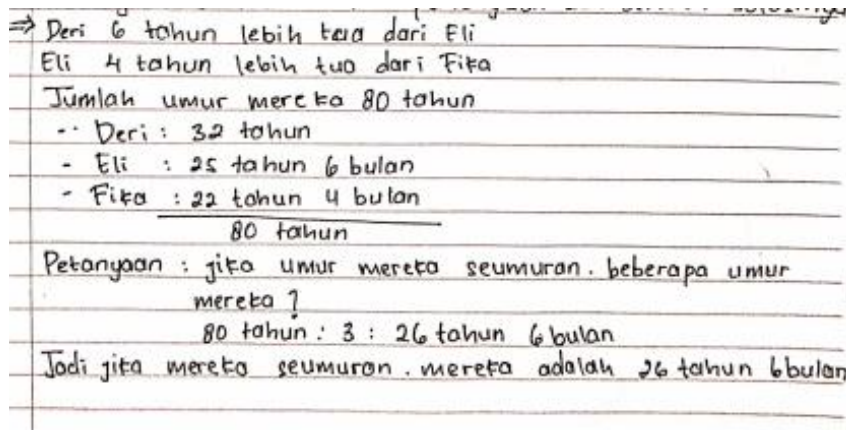 ⇒ Deri 6 tahun lebih tua dari Eli
Eli 4 tahun lebih tua dari Fika
Jumlah umur mereka 80 tahun
-. Deri : 32 tahun
- Eli : 25 tahun 6 bulan
- Fika : 22 tahun 4 bulan
80 tahun
Petanyaan : jika umur mereka seumuran. beberapa umur
mereka ?
80 tahun : 3 : 26 tahun 6 bulan
Jadi jika mereka seumuran. mereka adalah 26 tahun 6 bulan